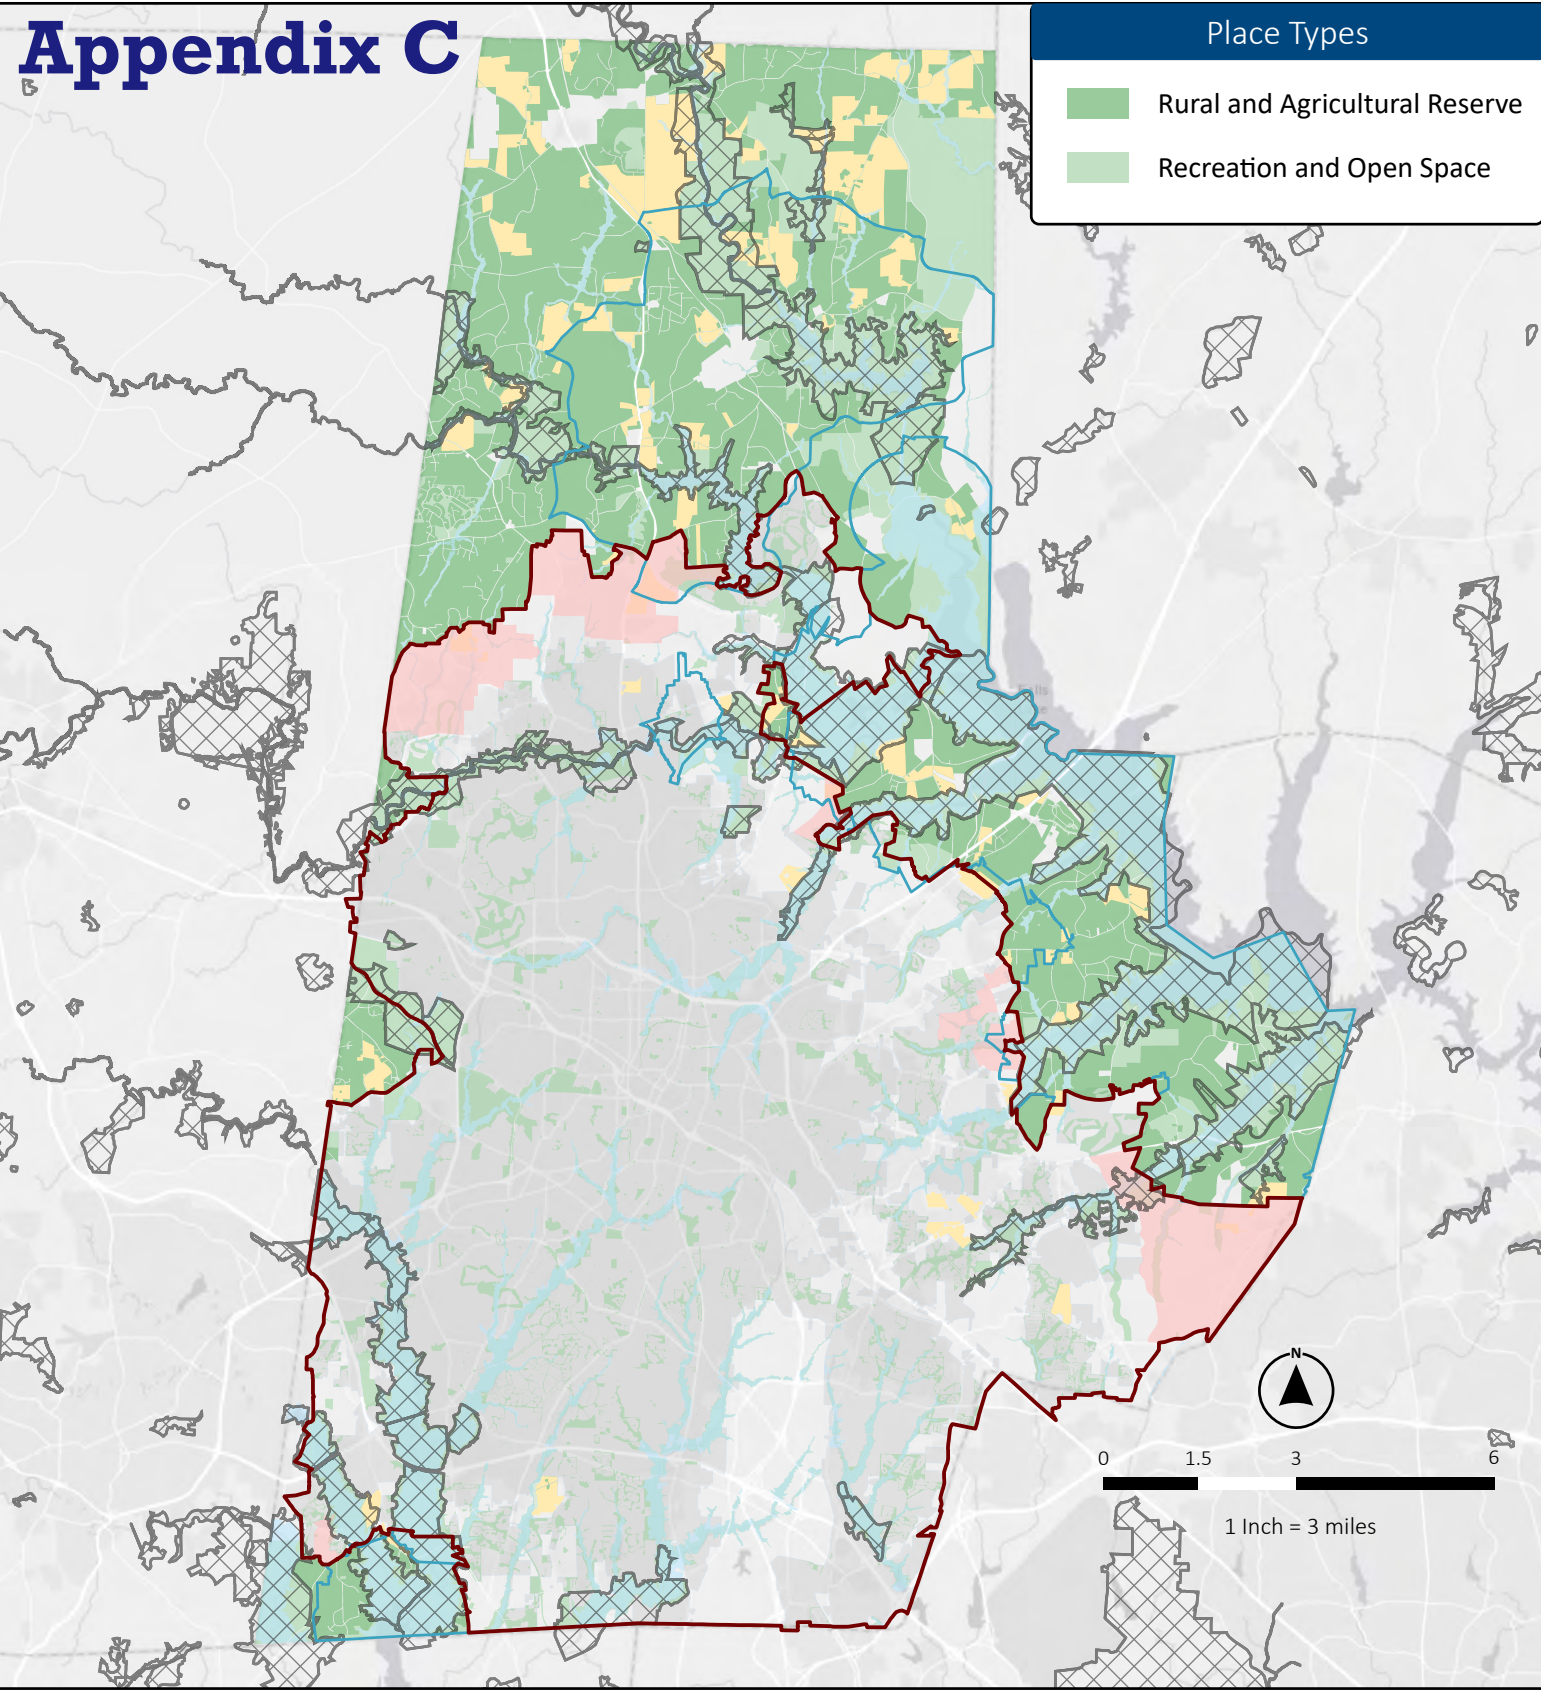 Appendix C
Place Types
Rural and Agricultural Reserve
Recreation and Open Space
N
0 1.5 3 6
1 Inch = 3 miles